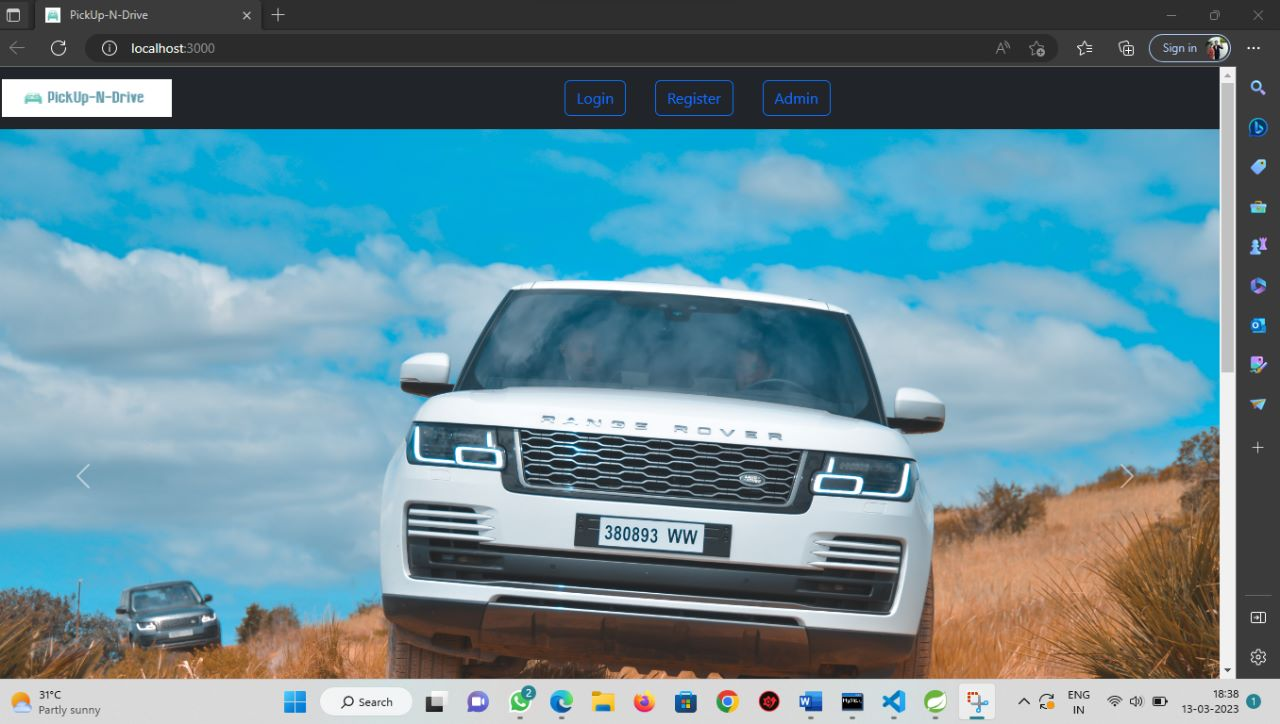 PickUp-N-Drive
localhost:3000
Sign in
PickUp-N-Drive
Login
Register
Admin
RANGE ROVER
380893 WW
31°C
Partly sunny
Search
2
ENG
IN
18:38
13-03-2023
1